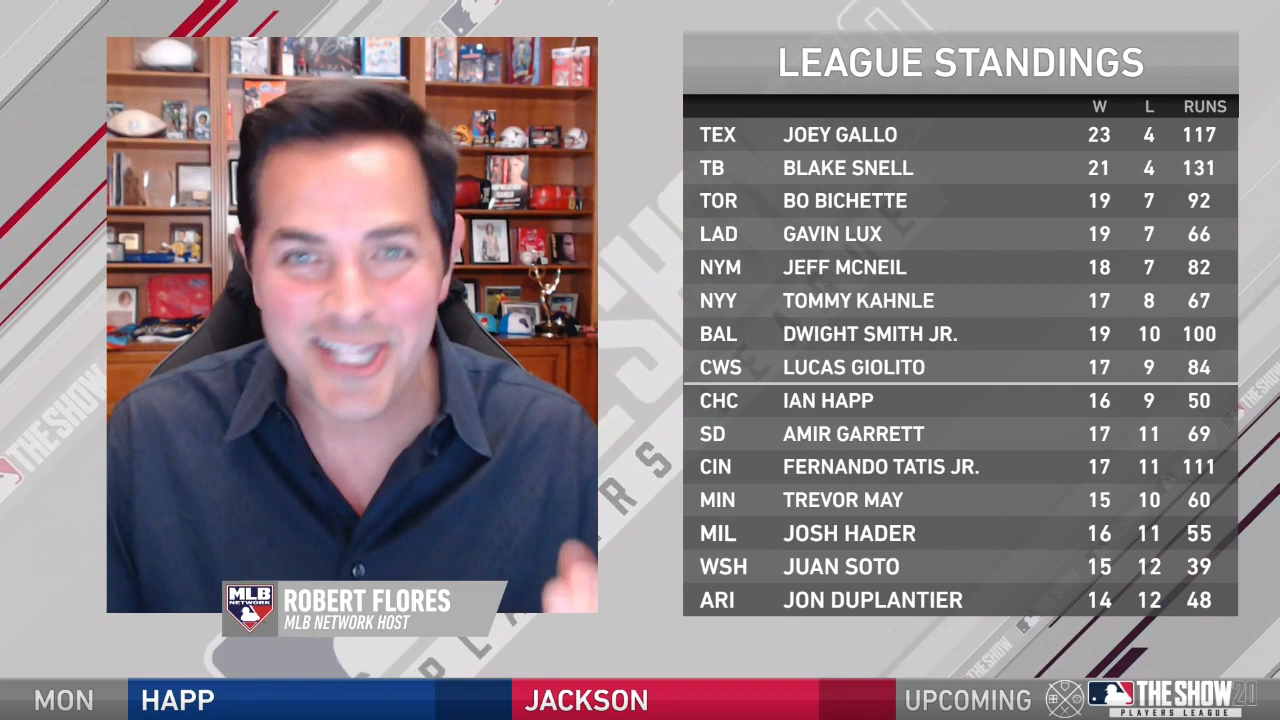 LEAGUE STANDINGS
W L RUNS
TEX JOEY GALLO 23 4 117
TB BLAKE SNELL 21 4 131
TOR BO BICHETTE 19 7 92
LAD GAVIN LUX 19 7 66
NYM JEFF MCNEIL 18 7 82
NYY TOMMY KAHNLE 17 8 67
BAL DWIGHT SMITH JR. 19 10 100
CWS LUCAS GIOLITO 17 9 84
CHC IAN HAPP 16 9 50
SD AMIR GARRETT 17 11 69
CIN FERNANDO TATIS JR. 17 11 111
MIN TREVOR MAY 15 10 60
MIL JOSH HADER 16 11 55
WSH JUAN SOTO 15 12 39
ARI JON DUPLANTIER 14 12 48
MLB
NETWORK
ROBERT FLORES
MLB NETWORK HOST
THE SHOW
MON HAPP JACKSON UPCOMING
THE SHOW 20
PLAYERS LEAGUE